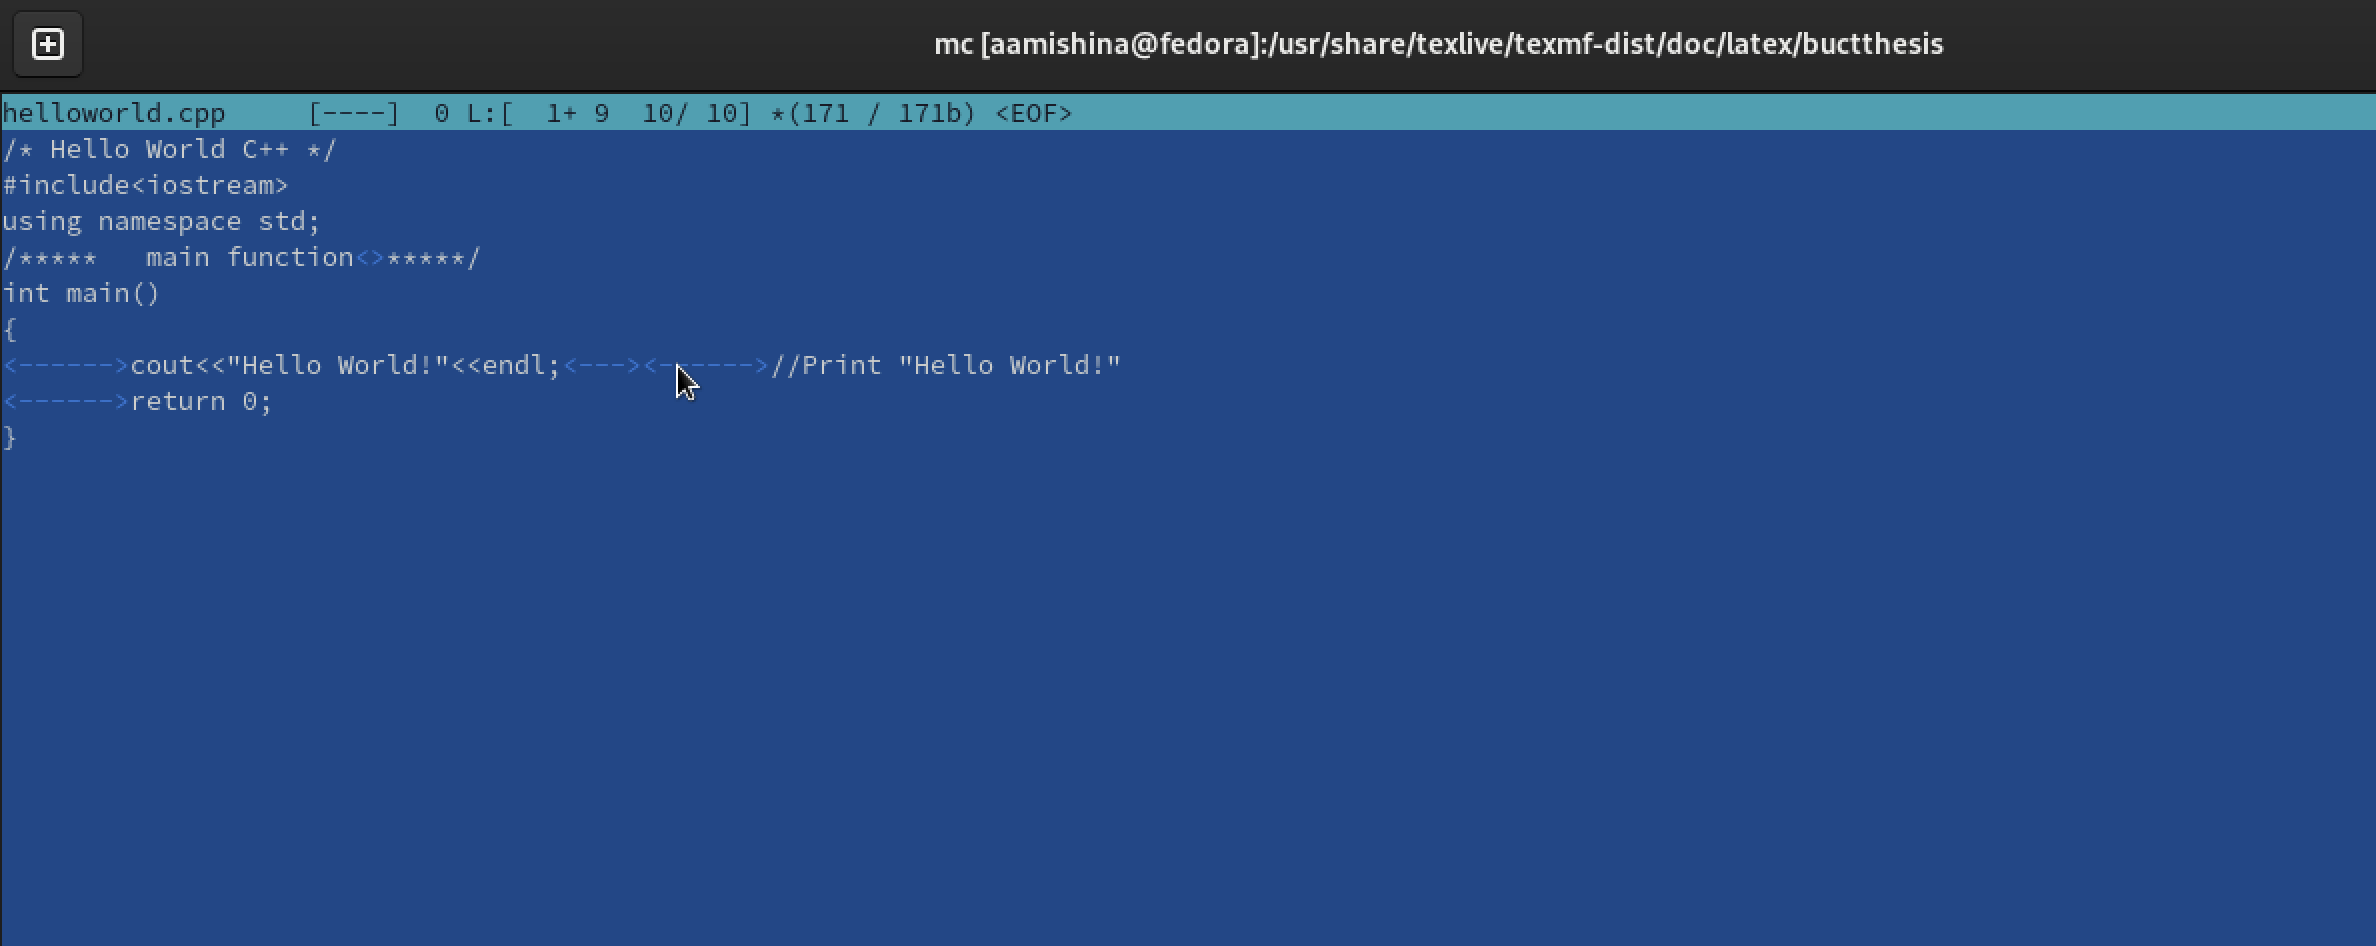 mc [aamishina@fedora]:/usr/share/texlive/texmf-dist/doc/latex/buctthesis
helloworld.cpp     [----]  0 L:[  1+ 9  10/ 10] *(171 / 171b) <EOF>
/* Hello World C++ */
#include<iostream>
using namespace std;
/*****   main function<>*****/
int main()
{
<------>cout<<"Hello World!"<<endl;<---><------>//Print "Hello World!"
<------>return 0;
}